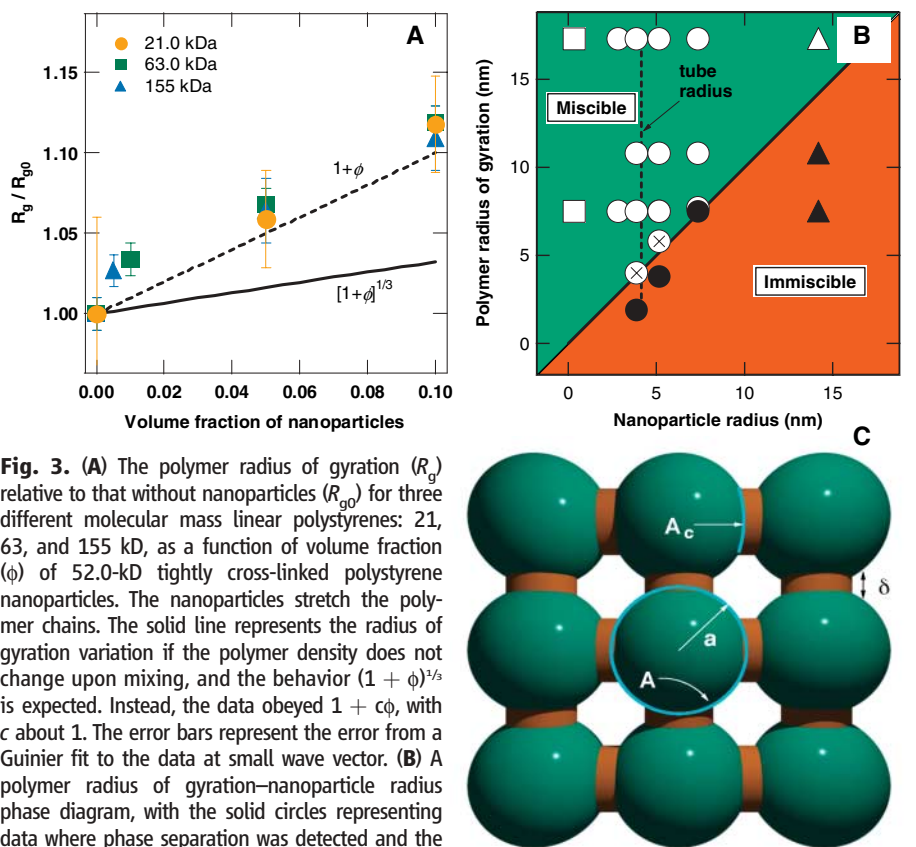 A
21.0 kDa
63.0 kDa
155 kDa
1.15
1.10
1.05
1.00
R_g / R_g0
1+ϕ
[1+ϕ]^1/3
0.00 0.02 0.04 0.06 0.08 0.10
Volume fraction of nanoparticles
B
tube
radius
Miscible
Immiscible
15
10
5
0
Polymer radius of gyration (nm)
0 5 10 15
Nanoparticle radius (nm)
C
A_c
δ
a
A
Fig. 3. (A) The polymer radius of gyration (R_g)
relative to that without nanoparticles (R_g0) for three
different molecular mass linear polystyrenes: 21,
63, and 155 kD, as a function of volume fraction
(ϕ) of 52.0-kD tightly cross-linked polystyrene
nanoparticles. The nanoparticles stretch the poly-
mer chains. The solid line represents the radius of
gyration variation if the polymer density does not
change upon mixing, and the behavior (1 + ϕ)^1/3
is expected. Instead, the data obeyed 1 + cϕ, with
c about 1. The error bars represent the error from a
Guinier fit to the data at small wave vector. (B) A
polymer radius of gyration–nanoparticle radius
phase diagram, with the solid circles representing
data where phase separation was detected and the